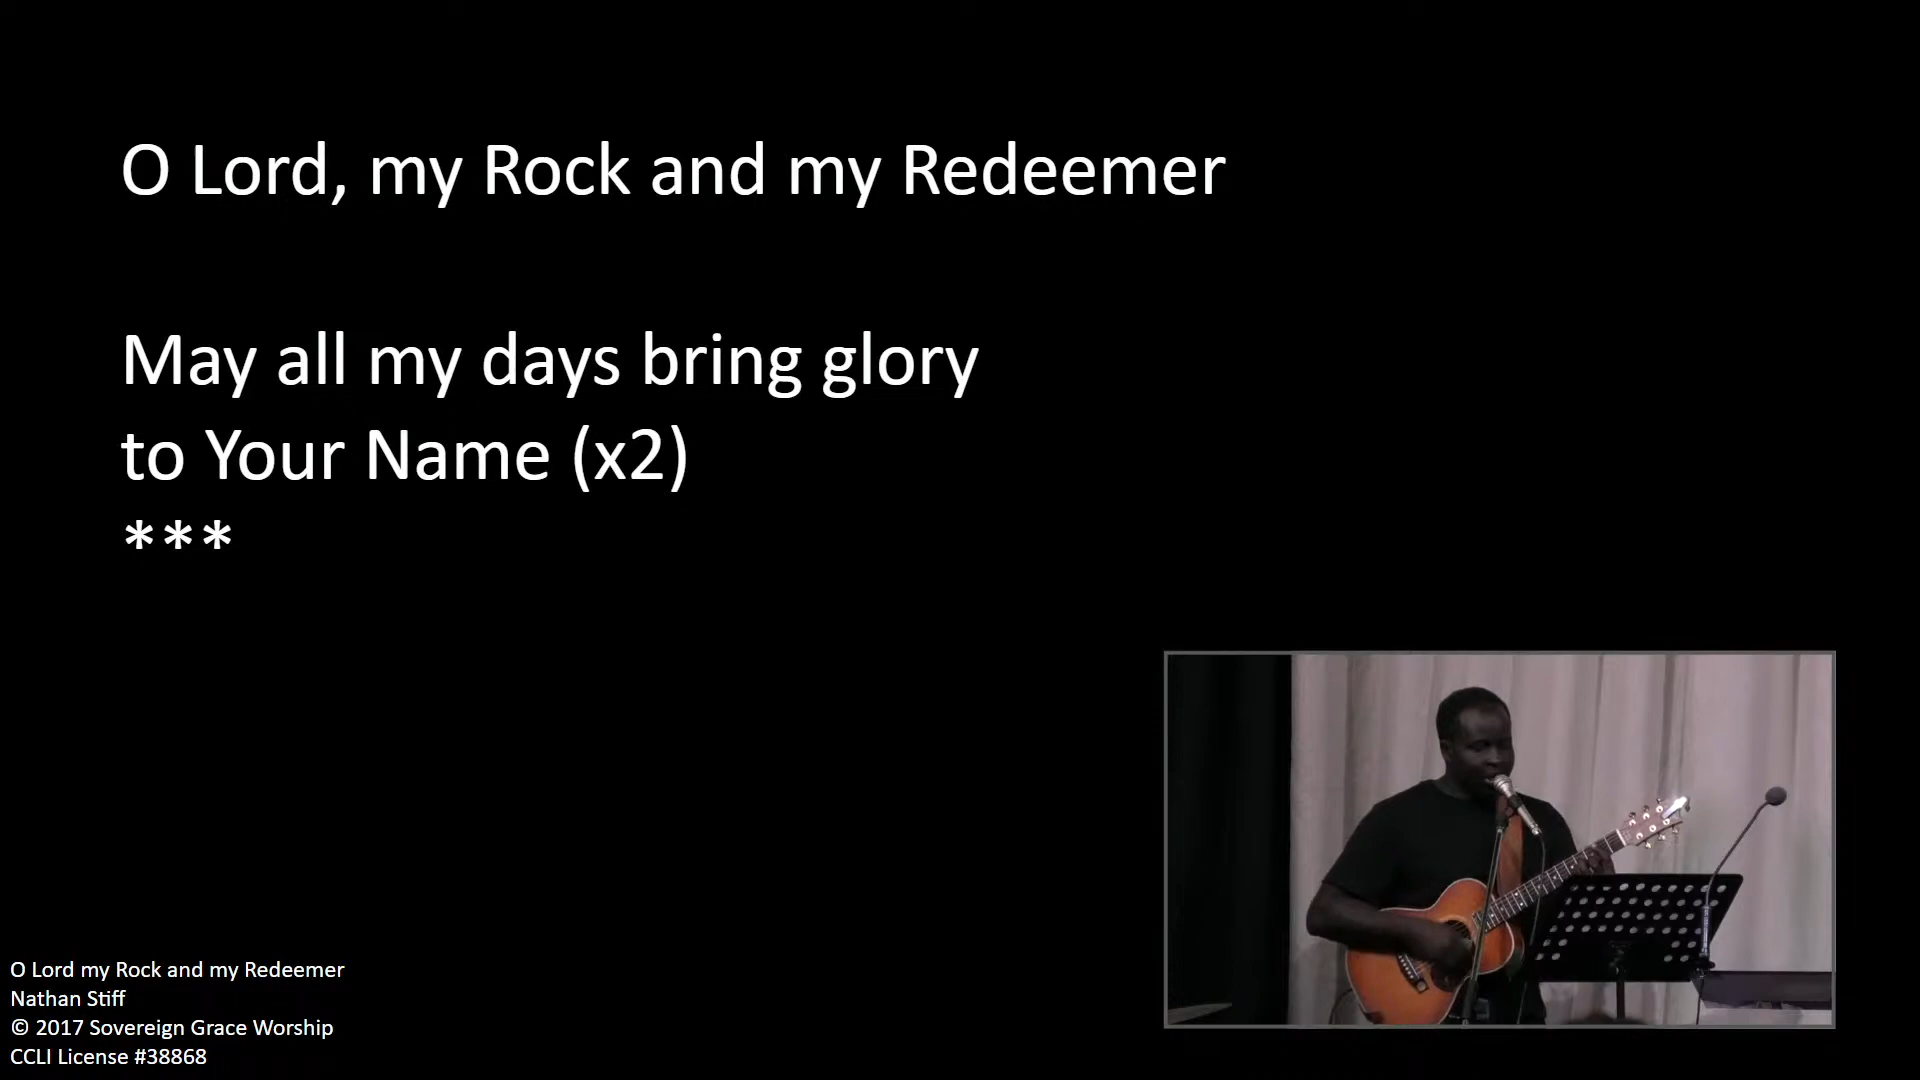 O Lord, my Rock and my Redeemer
May all my days bring glory
to Your Name (x2)
***
O Lord my Rock and my Redeemer
Nathan Stiff
© 2017 Sovereign Grace Worship
CCLI License #38868